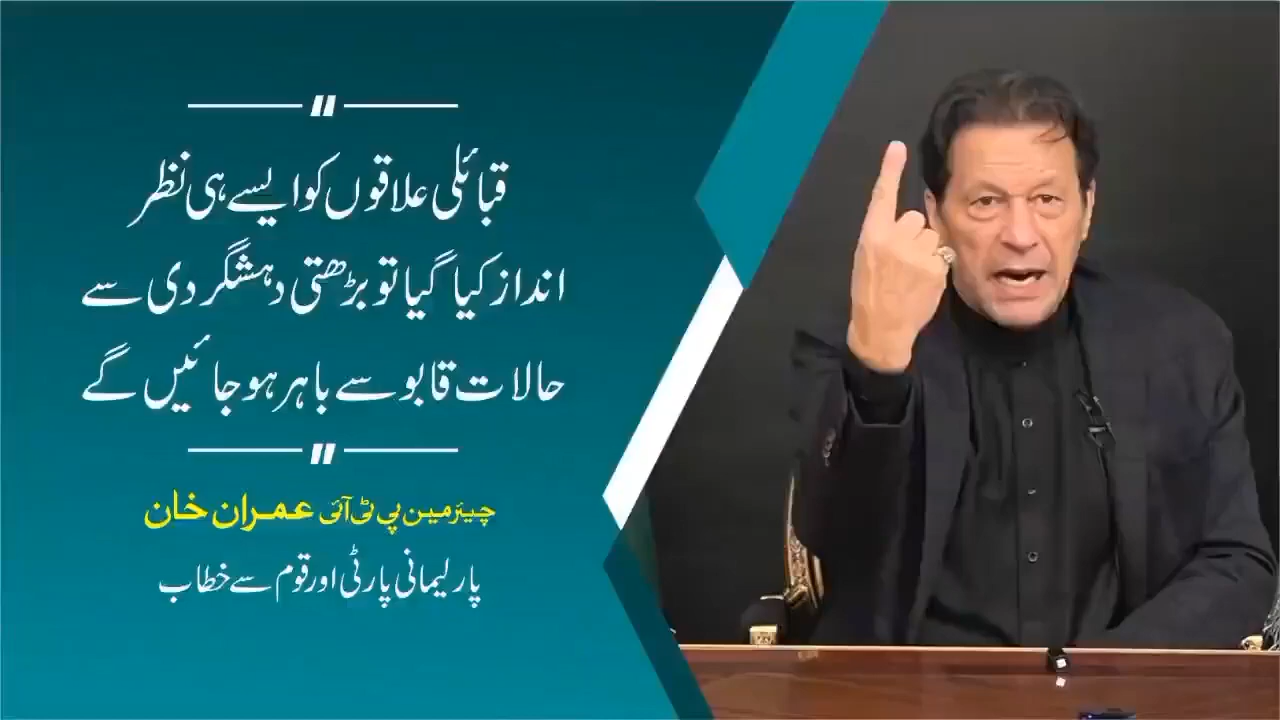 قبائلی علاقوں کو ایسے ہی نظر
انداز کیا گیا تو بڑھتی دہشگردی سے
حالات قابو سے باہر ہو جائیں گے
چیئرمین پی ٹی آئی عمران خان
پارلیمانی پارٹی اور قوم سے خطاب